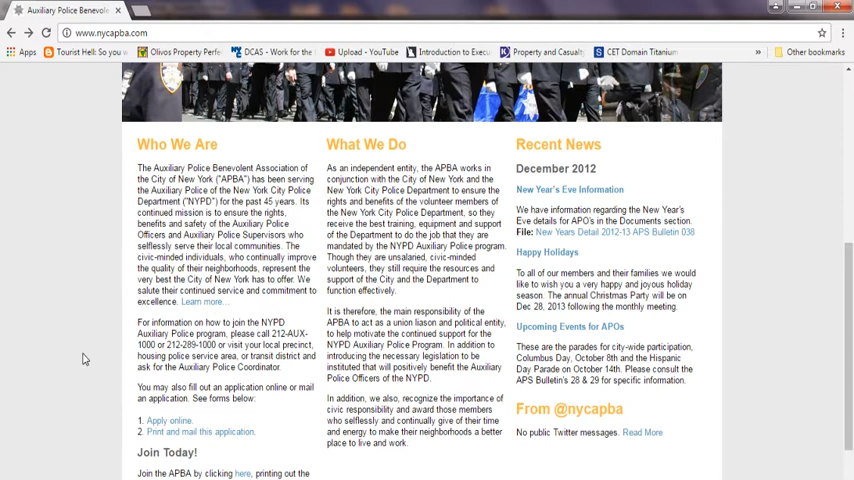 Auxiliary Police Benevole
www.nycapba.com
Apps
Tourist Hell: So you w
Olivos Property Perfe
DCAS - Work for the
Upload - YouTube
Introduction to Execu
Property and Casualty
CET Domain Titanium
»
Other bookmarks
Who We Are
The Auxiliary Police Benevolent Association of
the City of New York ("APBA") has been serving
the Auxiliary Police of the New York City Police
Department ("NYPD") for the past 45 years. Its
continued mission is to ensure the rights,
benefits and safety of the Auxiliary Police
Officers and Auxiliary Police Supervisors who
selflessly serve their local communities. The
civic-minded individuals, who continually improve
the quality of their neighborhoods, represent the
very best the City of New York has to offer. We
salute their continued service and commitment to
excellence. Learn more...
For information on how to join the NYPD
Auxiliary Police program, please call 212-AUX-
1000 or 212-289-1000 or visit your local precinct,
housing police service area, or transit district and
ask for the Auxiliary Police Coordinator.
You may also fill out an application online or mail
an application. See forms below:
1. Apply online.
2. Print and mail this application.
Join Today!
Join the APBA by clicking here, printing out the
What We Do
As an independent entity, the APBA works in
conjunction with the City of New York and the
New York City Police Department to ensure the
rights and benefits of the volunteer members of
the New York City Police Department, so they
receive the best training, equipment and support
of the Department to do the job that they are
mandated by the NYPD Auxiliary Police program.
Though they are unsalaried, civic-minded
volunteers, they still require the resources and
support of the City and the Department to
function effectively.
It is therefore, the main responsibility of the
APBA to act as a union liason and political entity,
to help motivate the continued support for the
NYPD Auxiliary Police Program. In addition to
introducing the necessary legislation to be
instituted that will positively benefit the Auxiliary
Police Officers of the NYPD.
In addition, we also, recognize the importance of
civic responsibility and award those members
who selflessly and continually give of their time
and energy to make their neighborhoods a better
place to live and work.
Recent News
December 2012
New Year's Eve Information
We have information regarding the New Year's
Eve details for APO's in the Documents section.
File: New Years Detail 2012-13 APS Bulletin 038
Happy Holidays
To all of our members and their families we would
like to wish you a very happy and joyous holiday
season. The annual Christmas Party will be on
Dec 28, 2013 following the monthly meeting.
Upcoming Events for APOs
These are the parades for city-wide participation,
Columbus Day, October 8th and the Hispanic
Day Parade on October 14th. Please consult the
APS Bulletin's 28 & 29 for specific information.
From @nycapba
No public Twitter messages. Read More